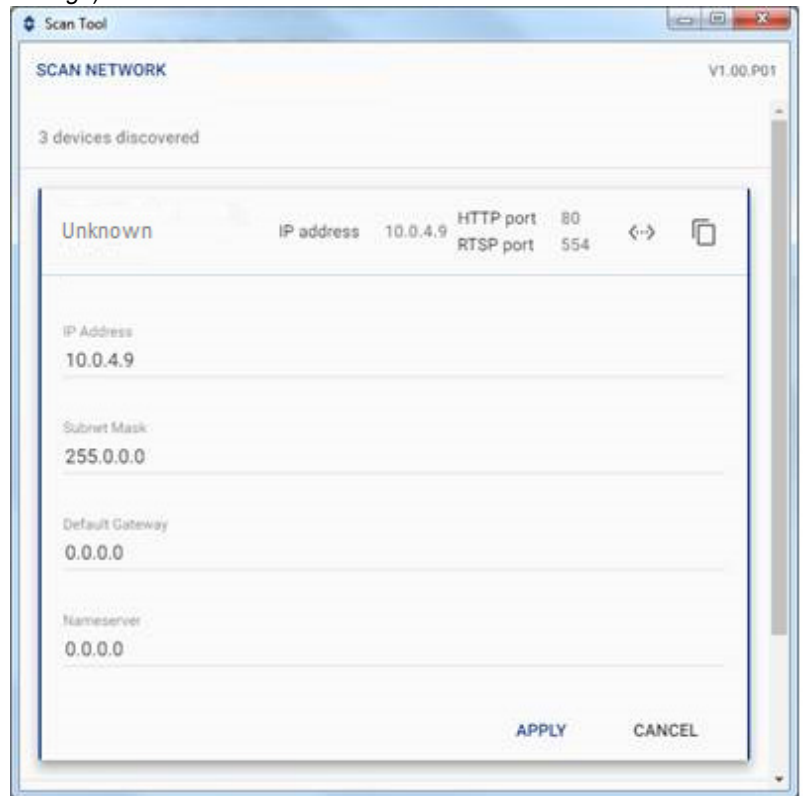 Scan Tool
SCAN NETWORK V1.00.P01
3 devices discovered
Unknown IP address 10.0.4.9 HTTP port 80
RTSP port 554
IP Address
10.0.4.9
Subnet Mask
255.0.0.0
Default Gateway
0.0.0.0
Nameserver
0.0.0.0
APPLY CANCEL